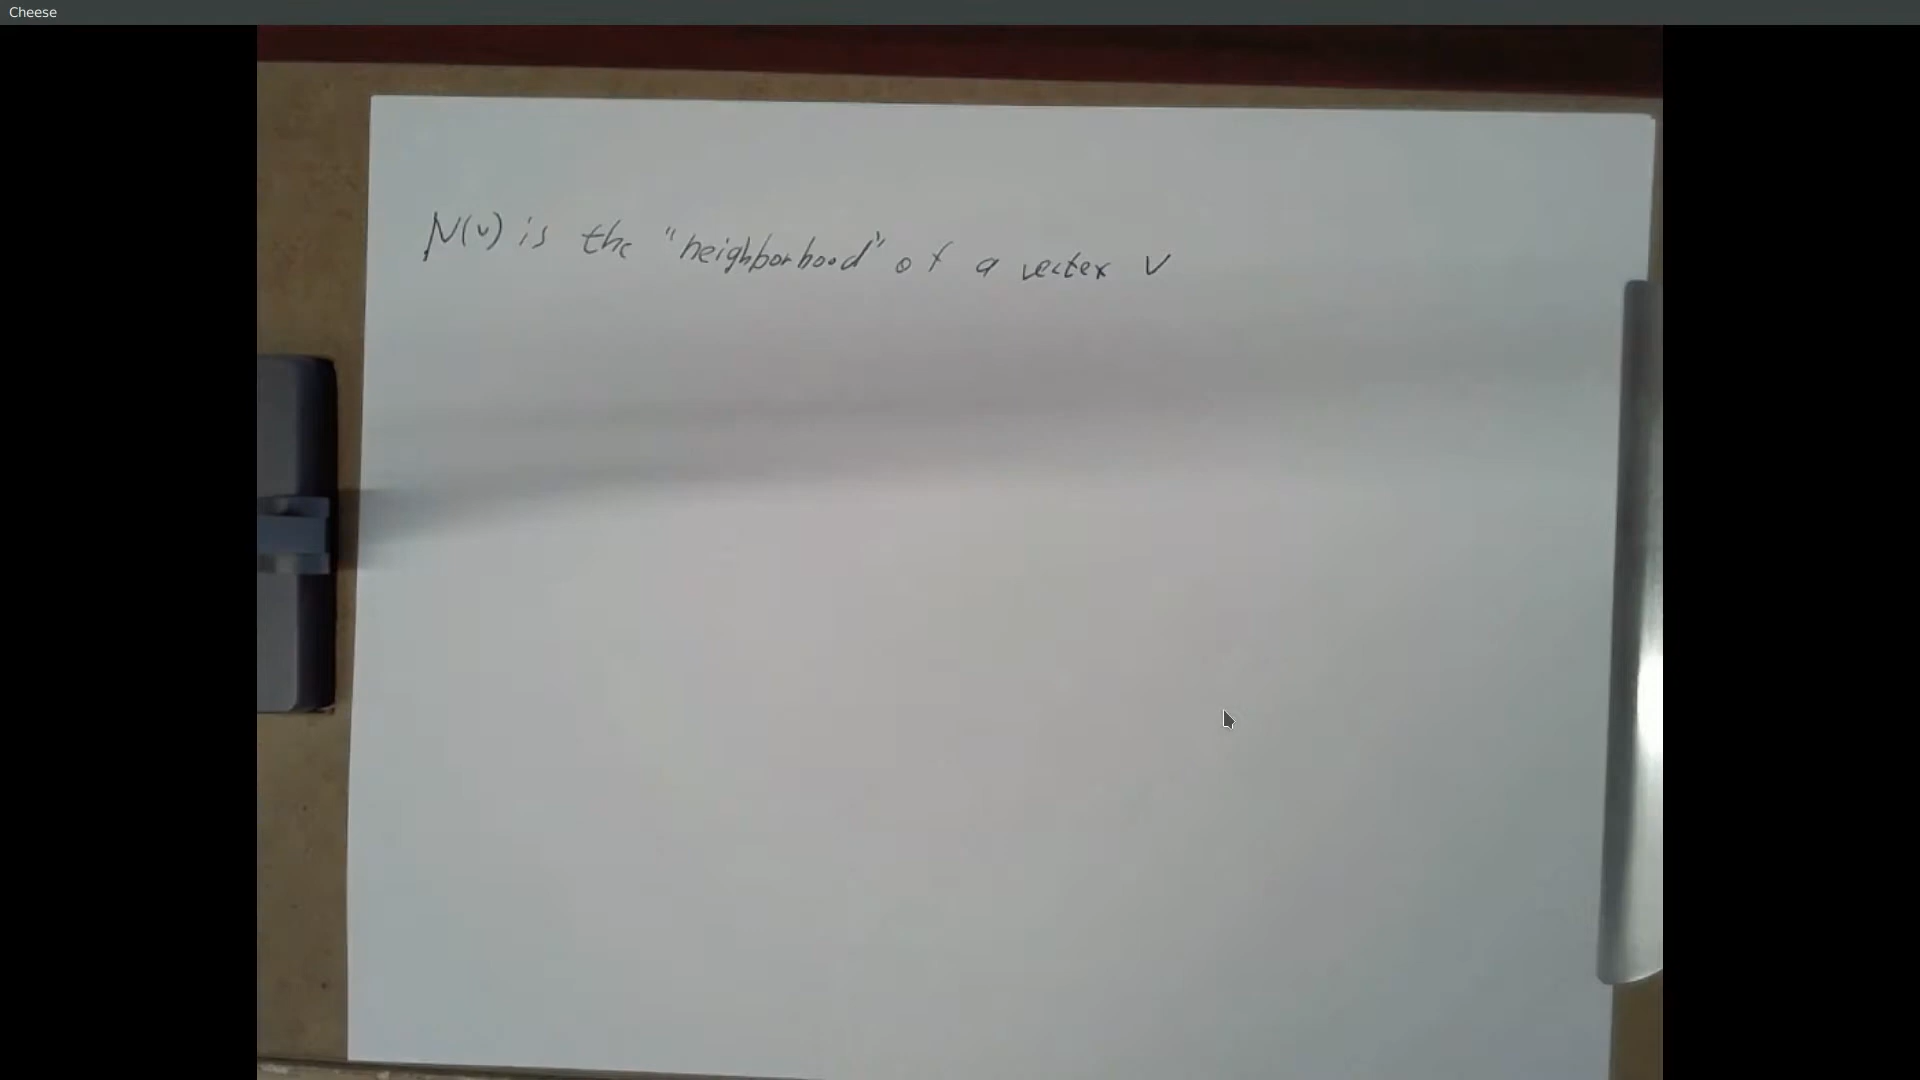 Cheese
N(v) is the "neighborhood" of a vertex v